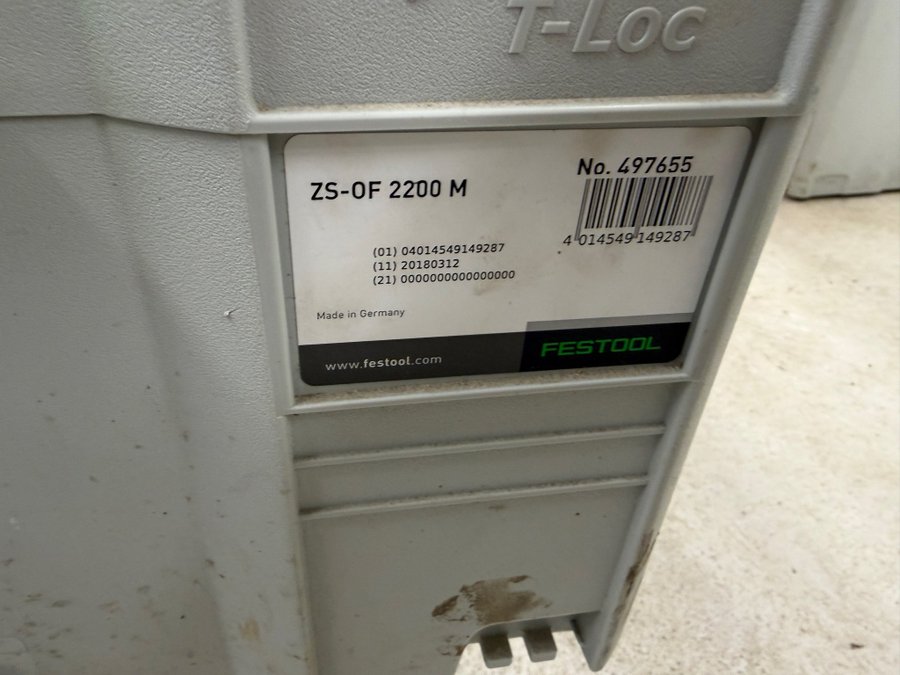 T-Loc
ZS-OF 2200 M
No. 497655
4 014549 149287
(01) 04014549149287
(11) 20180312
(21) 0000000000000000
Made in Germany
www.festool.com
FESTOOL